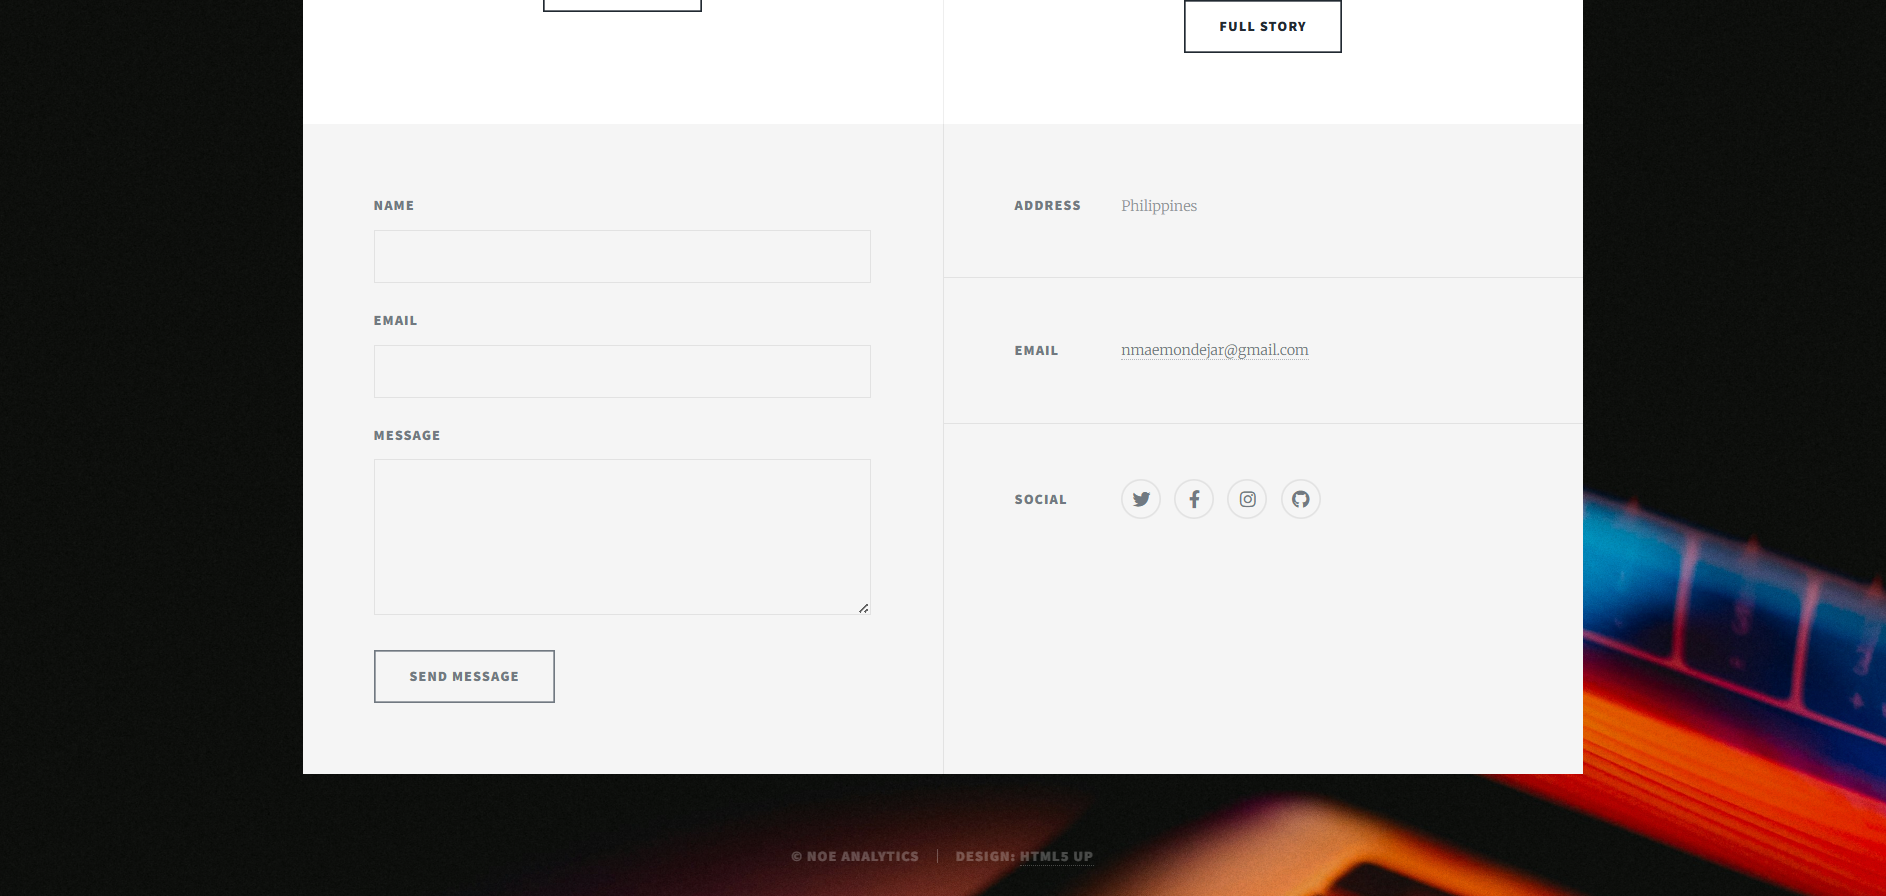 FULL STORY
NAME
EMAIL
MESSAGE
SEND MESSAGE
ADDRESS Philippines
EMAIL nmaemondejar@gmail.com
SOCIAL
© NOE ANALYTICS DESIGN: HTML5 UP